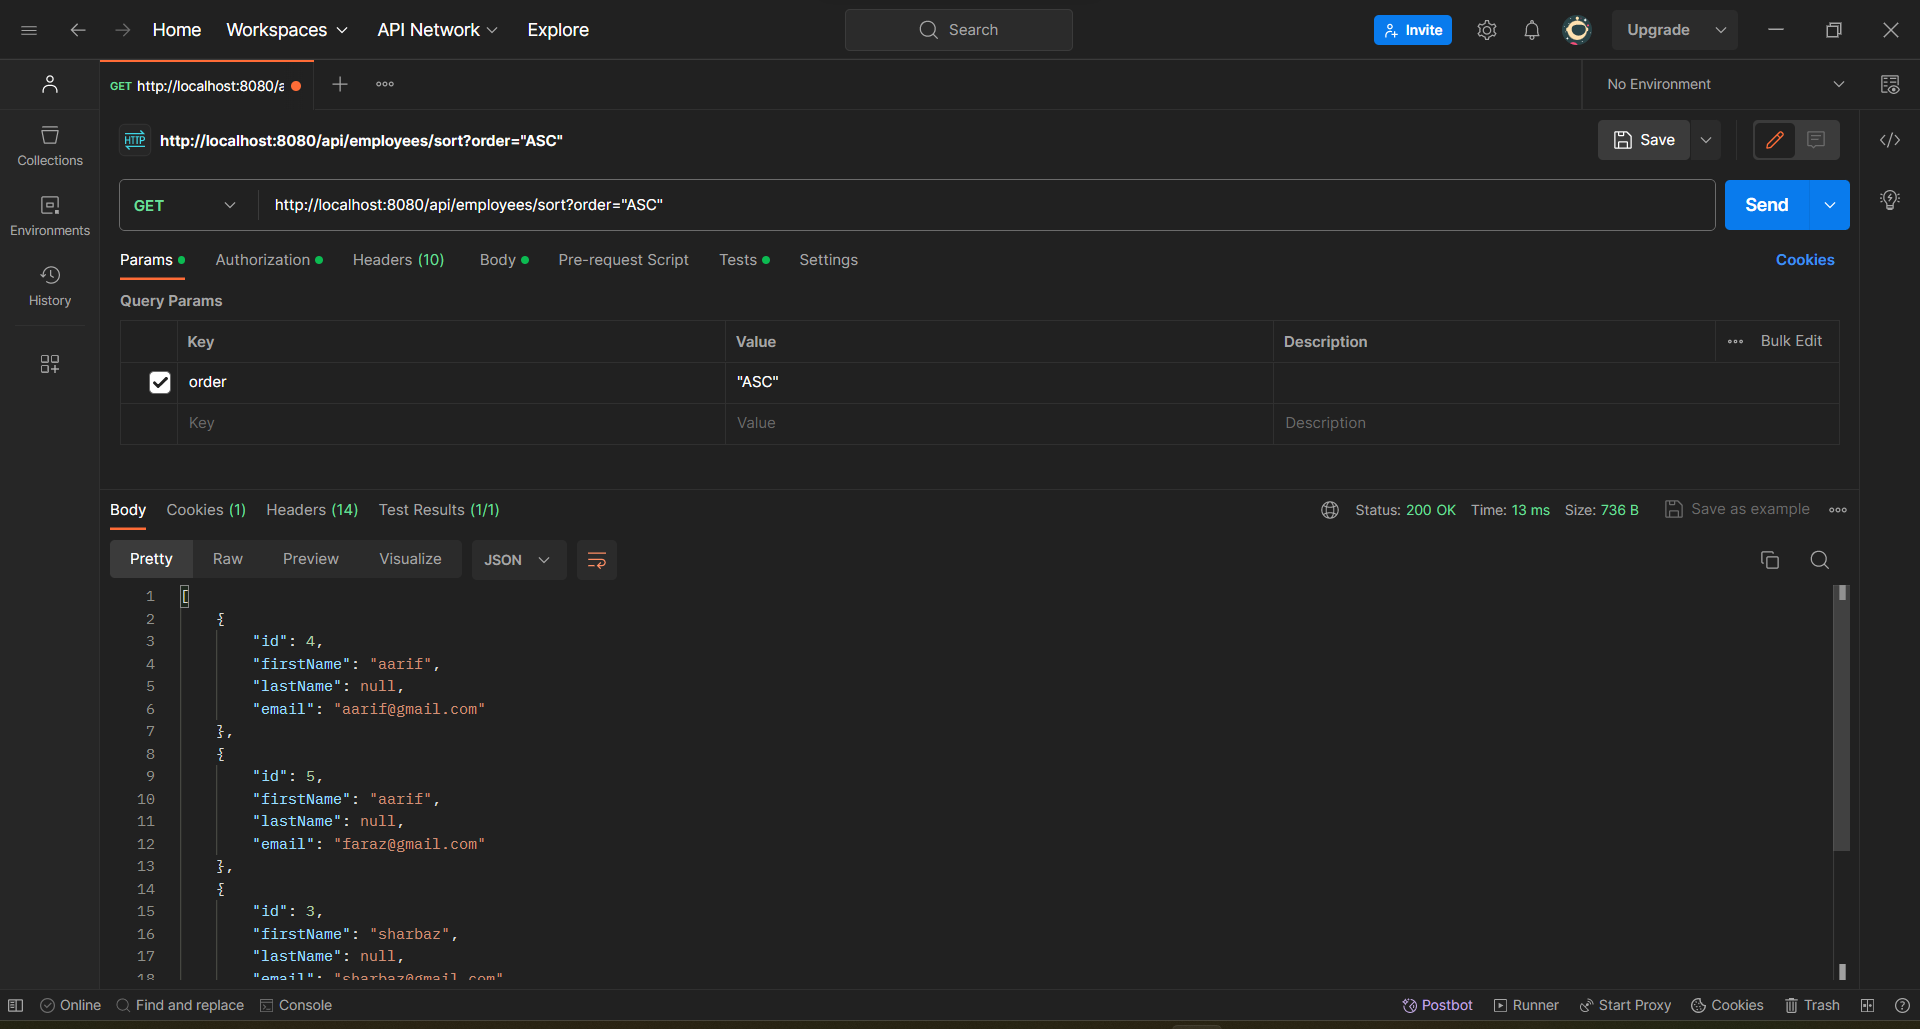 Home Workspaces API Network Explore Search Invite Upgrade
GET http://localhost:8080/a No Environment
HTTP http://localhost:8080/api/employees/sort?order="ASC" Save
Collections
GET http://localhost:8080/api/employees/sort?order="ASC" Send
Environments
Params Authorization Headers (10) Body Pre-request Script Tests Settings Cookies
History
Query Params
Key Value Description Bulk Edit
order "ASC"
Key Value Description
Body Cookies (1) Headers (14) Test Results (1/1) Status: 200 OK Time: 13 ms Size: 736 B Save as example
Pretty Raw Preview Visualize JSON
1 [
2 {
3 "id": 4,
4 "firstName": "aarif",
5 "lastName": null,
6 "email": "aarif@gmail.com"
7 },
8 {
9 "id": 5,
10 "firstName": "aarif",
11 "lastName": null,
12 "email": "faraz@gmail.com"
13 },
14 {
15 "id": 3,
16 "firstName": "sharbaz",
17 "lastName": null,
18 "email": "sharbaz@gmail.com"
Online Find and replace Console Postbot Runner Start Proxy Cookies Trash